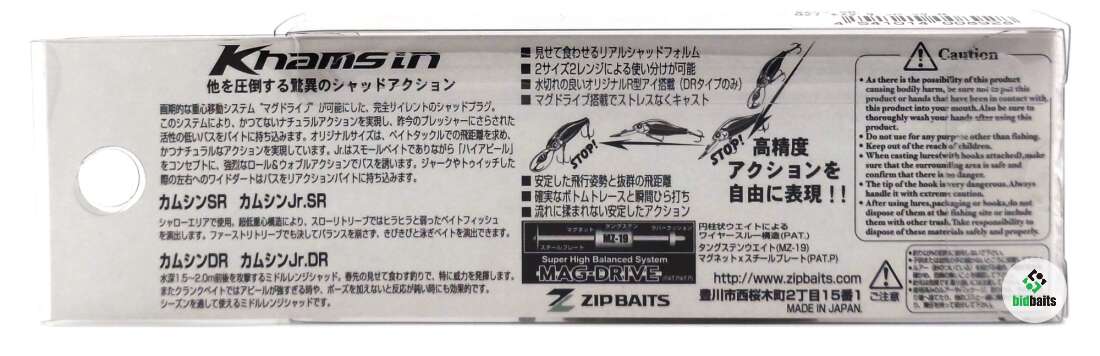 Khamsin
他を圧倒する驚異のシャッドアクション
画期的な重心移動システム "マグドライブ" が可能にした、完全サイレントのシャッドプラグ。
このシステムにより、かつてないナチュラルアクションを実現し、昨今のプレッシャーにさらされた
活性の低いバスをバイトに持ち込みます。オリジナルサイズは、ベイトタックルでの飛距離を求め、
かつナチュラルなアクションを実現しています。Jr.はスモールベイトでありながら「ハイアピール」
をコンセプトに、強烈なロール&ウォブルアクションでバスを誘います。ジャークやトゥイッチした
際の左右へのワイドダートはバスをリアクションバイトに持ち込みます。
カムシンSR カムシンJr.SR
シャローエリアで使用。超低重心構造により、スローリトリーブではヒラヒラと弱ったベイトフィッシュ
を演出します。ファーストリトリーブでも決してバランスを崩さず、きびきびと泳ぎバイトを演出できます。
カムシンDR カムシンJr.DR
水深1.5〜2.0m前後を攻撃するミドルレンジシャッド。春先の見せて食わす釣りで、特に威力を発揮します。
またクランクベイトではアピールが強すぎる時や、ポーズを加えないと反応が鈍い時にも効果的です。
シーズンを通して使えるミドルレンジシャッドです。
■見せて食わせるリアルシャッドフォルム
■2サイズ2レンジによる使い分けが可能
■水切れの良いオリジナルR型アイ搭載(DRタイプのみ)
■マグドライブ搭載でストレスなくキャスト
STOP!
STOP!
高精度
アクションを
自由に表現!!
■安定した飛行姿勢と抜群の飛距離
■確実なボトムトレースと瞬間ひら打ち
■流れに揉まれない安定したアクション
マグネット タングステン ラバークッション
MZ-19
スチールプレート
Super High Balanced System
MAG-DRIVE
ZIPBAITS
円柱状ウエイトによる
ワイヤースルー構造(PAT.)
タングステンウエイト(MZ-19)
マグネットxスチールプレート(PAT.P)
http://www.zipbaits.com
豊川市西桜木町2丁目15番1
MADE IN JAPAN.
Caution
• As there is the possibility of this product
causing bodily harm, be sure not to put this
product or hands that have been in contact with
this product into your mouth. Also be sure to
thoroughly wash your hands after using this
product.
• Do not use for any purpose other than fishing.
• Keep out of the reach of children.
• When casting lures(with hooks attached),make
sure that the surrounding area is safe and
confirm that there is no danger.
• The tip of the hook is very dangerous. Always
handle it with extreme caution.
• After using lures,packaging or hooks,do not
dispose of them at the fishing site or include
them with other trash. Take responsibility to
dispose of these materials safely and properly.
ご注意
bidbaits